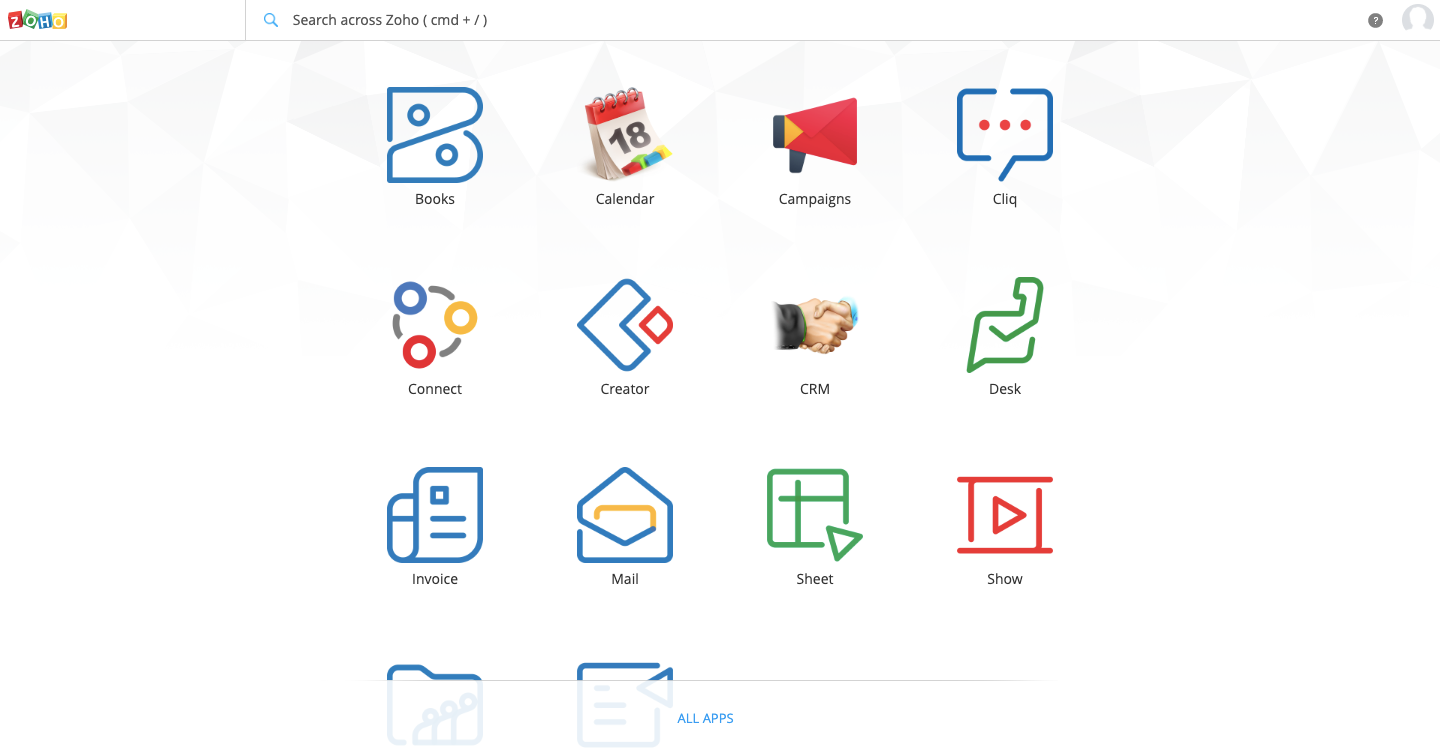 ZOHO
Search across Zoho ( cmd + / )
?
18
Books
Calendar
Campaigns
Cliq
Connect
Creator
CRM
Desk
Invoice
Mail
Sheet
Show
ALL APPS